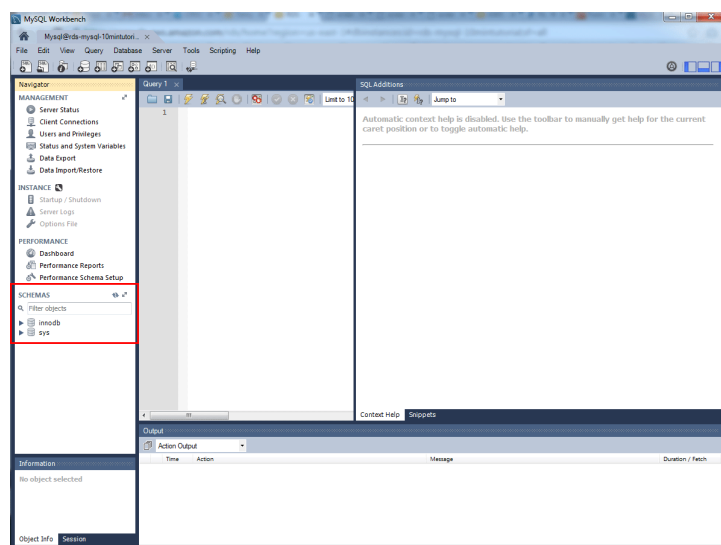 MySQL Workbench
Mysql@rds-mysql-10mintutori... ×
File Edit View Query Database Server Tools Scripting Help
Navigator
MANAGEMENT
Server Status
Client Connections
Users and Privileges
Status and System Variables
Data Export
Data Import/Restore
INSTANCE
Startup / Shutdown
Server Logs
Options File
PERFORMANCE
Dashboard
Performance Reports
Performance Schema Setup
SCHEMAS
Filter objects
innodb
sys
Information
No object selected
Object Info Session
Query 1 ×
Limit to 10
1
SQL Additions
Jump to
Automatic context help is disabled. Use the toolbar to manually get help for the current
caret position or to toggle automatic help.
Context Help Snippets
Output
Action Output
Time Action Message Duration / Fetch